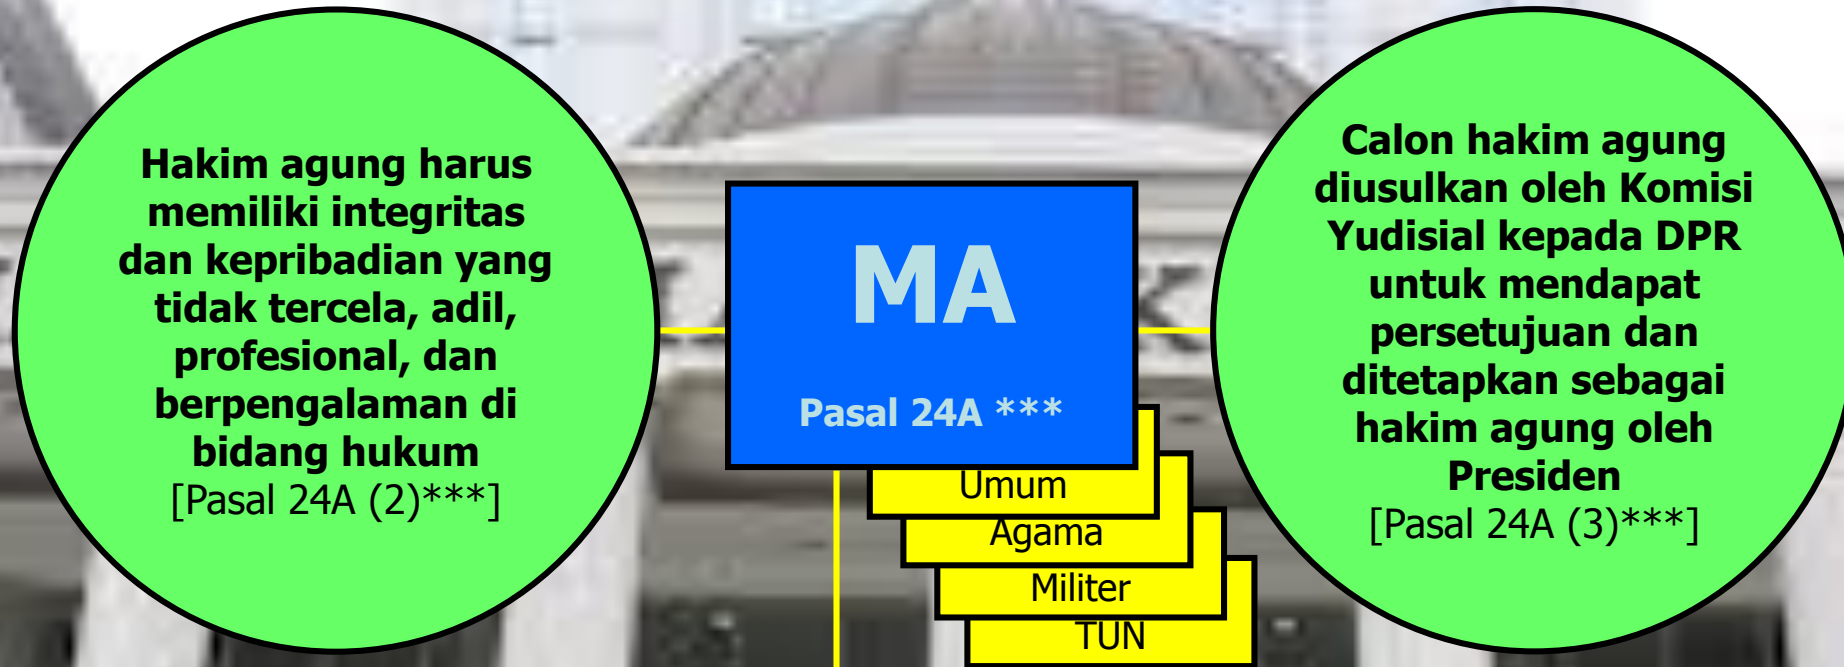 Hakim agung harus
memiliki integritas
dan kepribadian yang
tidak tercela, adil,
profesional, dan
berpengalaman di
bidang hukum
[Pasal 24A (2)***]
MA
Pasal 24A ***
Umum
Agama
Militer
TUN
Calon hakim agung
diusulkan oleh Komisi
Yudisial kepada DPR
untuk mendapat
persetujuan dan
ditetapkan sebagai
hakim agung oleh
Presiden
[Pasal 24A (3)***]